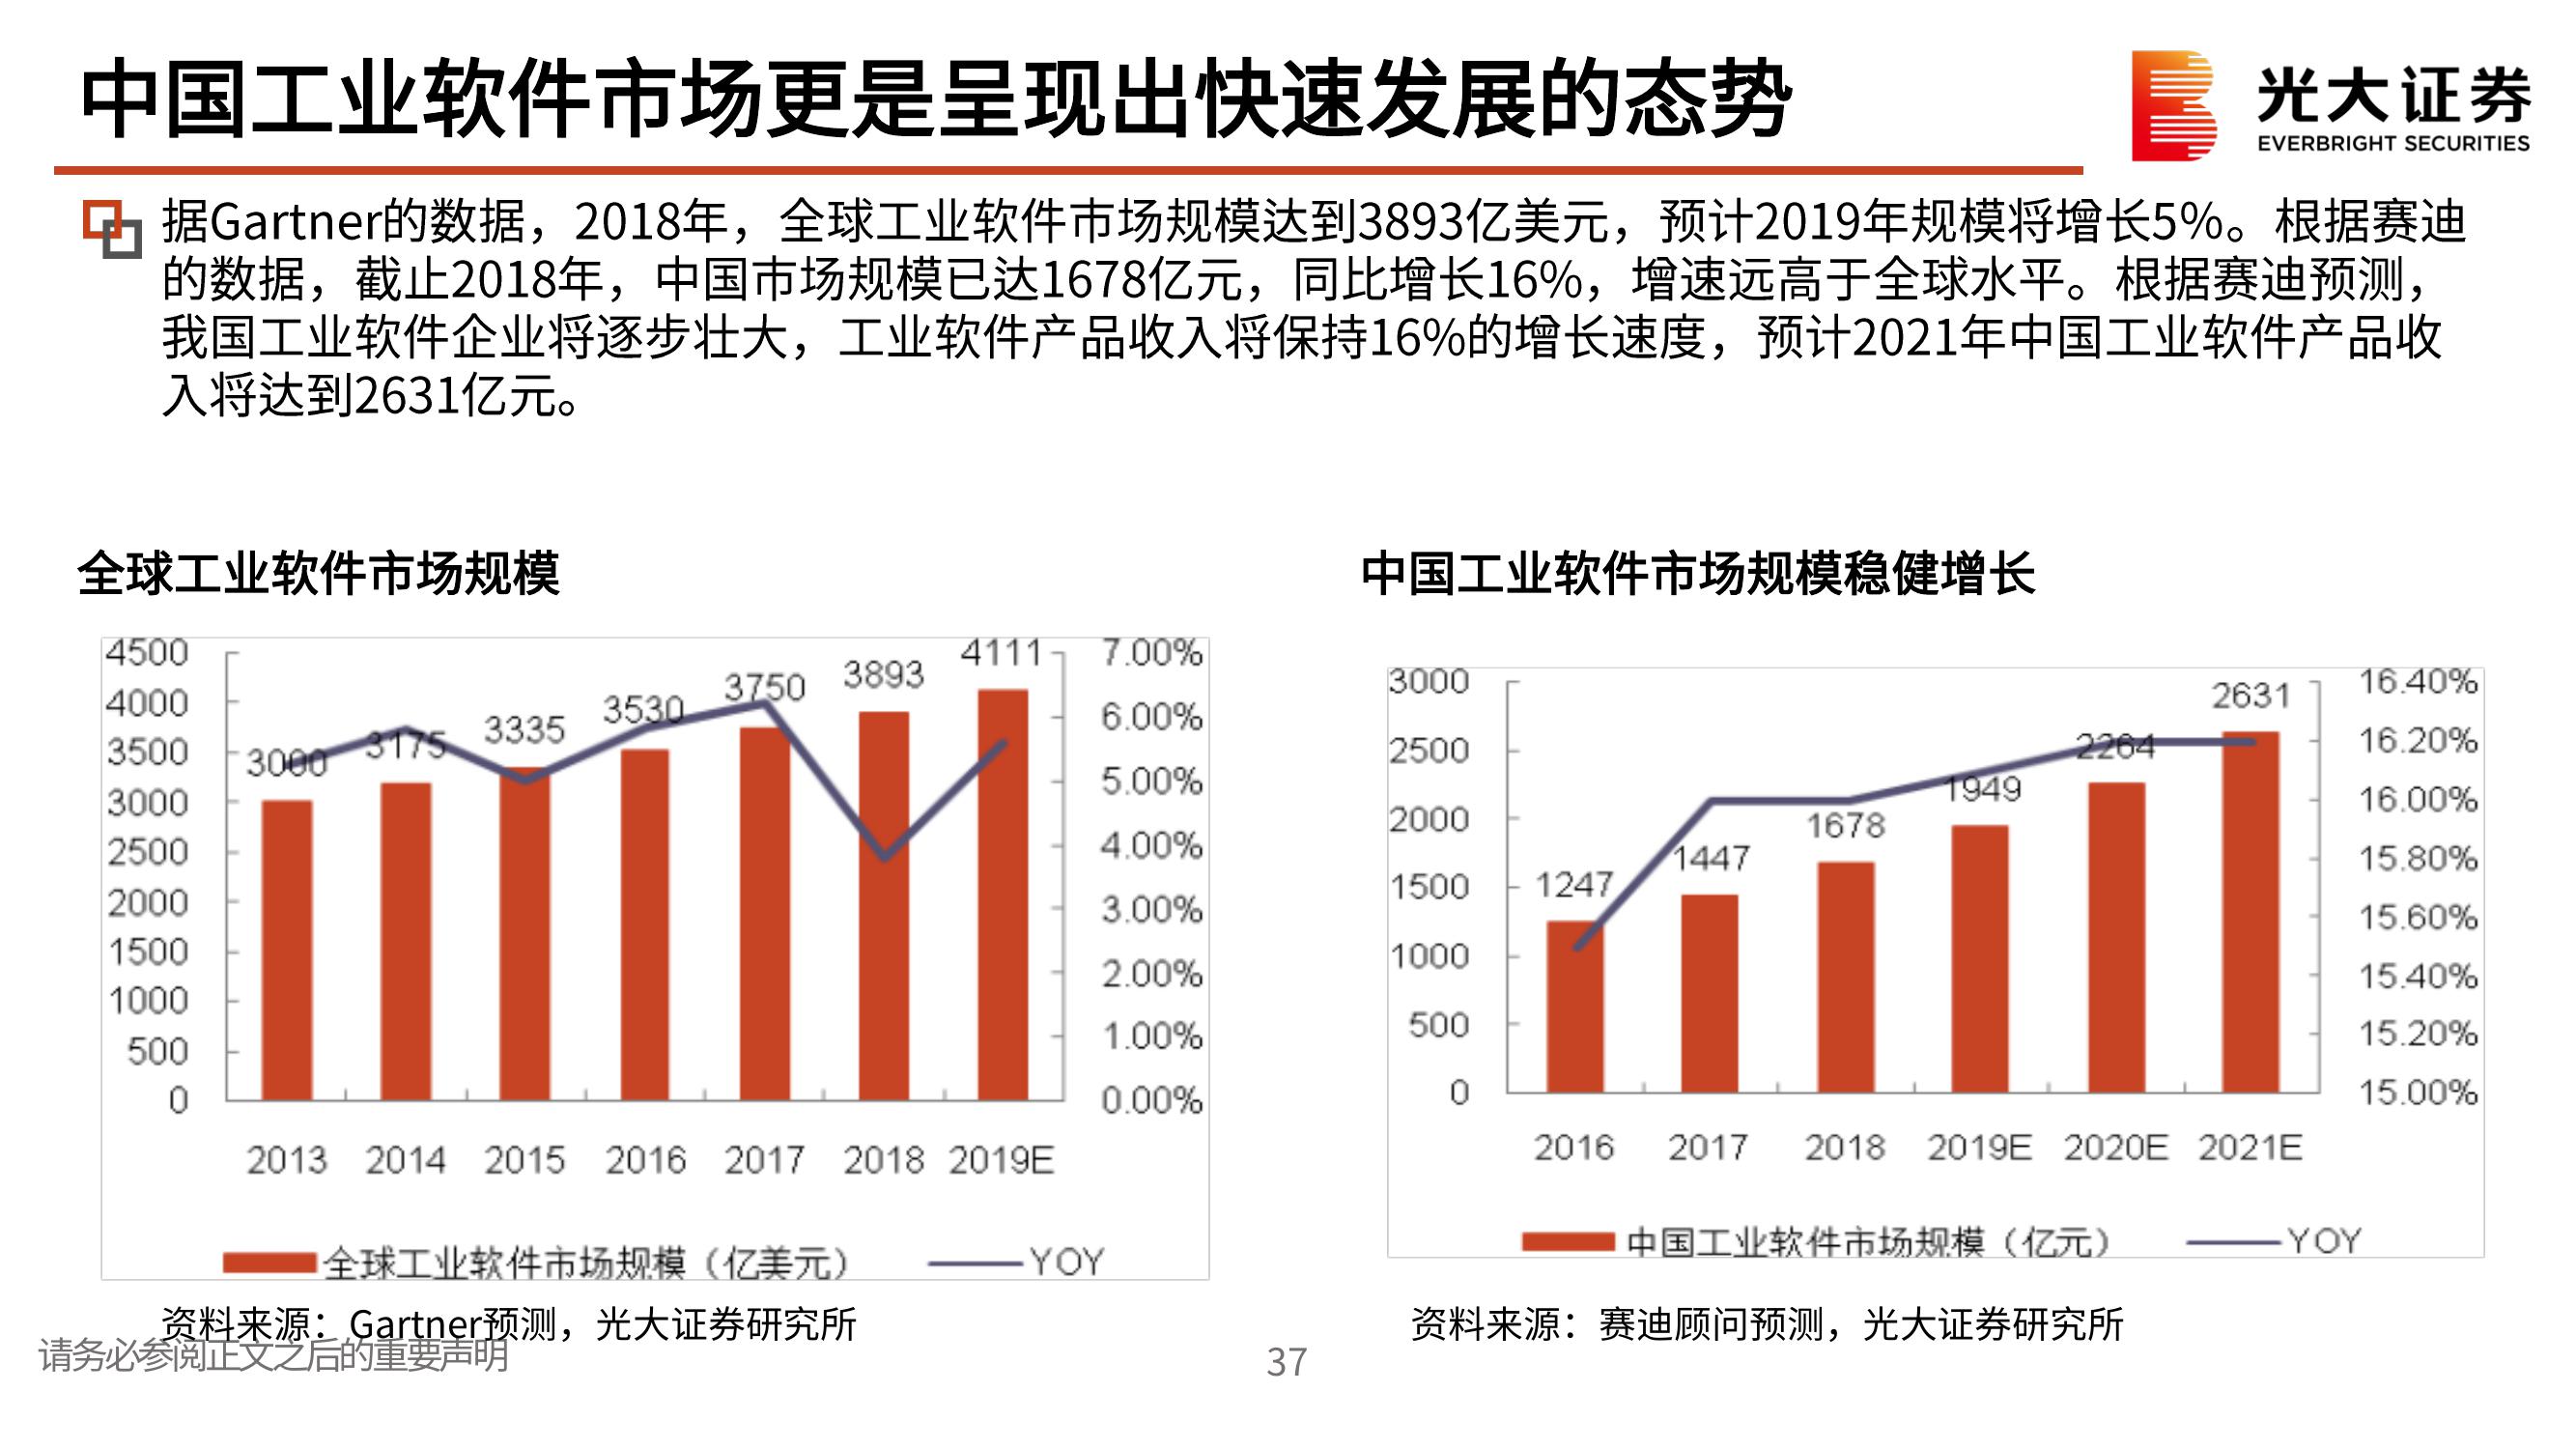 中国工业软件市场更是呈现出快速发展的态势
光大证券
EVERBRIGHT SECURITIES
据Gartner的数据，2018年，全球工业软件市场规模达到3893亿美元，预计2019年规模将增长5%。根据赛迪
的数据，截止2018年，中国市场规模已达1678亿元，同比增长16%，增速远高于全球水平。根据赛迪预测，
我国工业软件企业将逐步壮大，工业软件产品收入将保持16%的增长速度，预计2021年中国工业软件产品收
入将达到2631亿元。
全球工业软件市场规模
4500
4000
3500
3000
2500
2000
1500
1000
500
0
3000
3175
3335
3530
3750
3893
4111
7.00%
6.00%
5.00%
4.00%
3.00%
2.00%
1.00%
0.00%
2013 2014 2015 2016 2017 2018 2019E
全球工业软件市场规模（亿美元） YOY
资料来源：Gartner预测，光大证券研究所
中国工业软件市场规模稳健增长
3000
2500
2000
1500
1000
500
0
1247
1447
1678
1949
2264
2631
16.40%
16.20%
16.00%
15.80%
15.60%
15.40%
15.20%
15.00%
2016 2017 2018 2019E 2020E 2021E
中国工业软件市场规模（亿元） YOY
资料来源：赛迪顾问预测，光大证券研究所
请务必参阅正文之后的重要声明
37